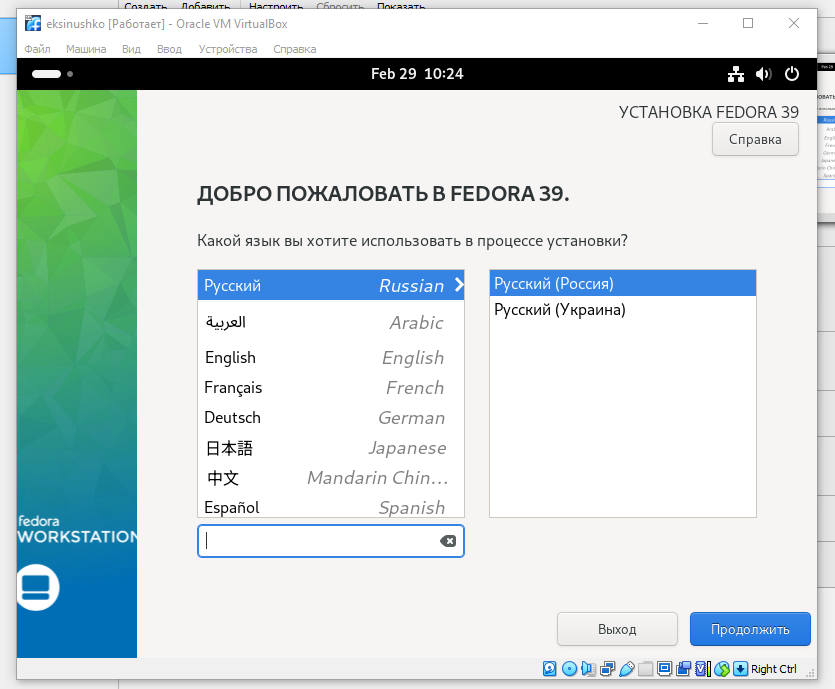 Создать Добавить Настроить Сбросить Показать
eksinushko [Работает] - Oracle VM VirtualBox
Файл Машина Вид Ввод Устройства Справка
Feb 29 10:24
УСТАНОВКА FEDORA 39
Справка
ДОБРО ПОЖАЛОВАТЬ В FEDORA 39.
Какой язык вы хотите использовать в процессе установки?
Русский Russian Русский (Россия)
Русский (Украина)
العربية Arabic
English English
Français French
Deutsch German
日本語 Japanese
中文 Mandarin Chin...
Español Spanish
fedora
WORKSTATION
Выход Продолжить
Right Ctrl